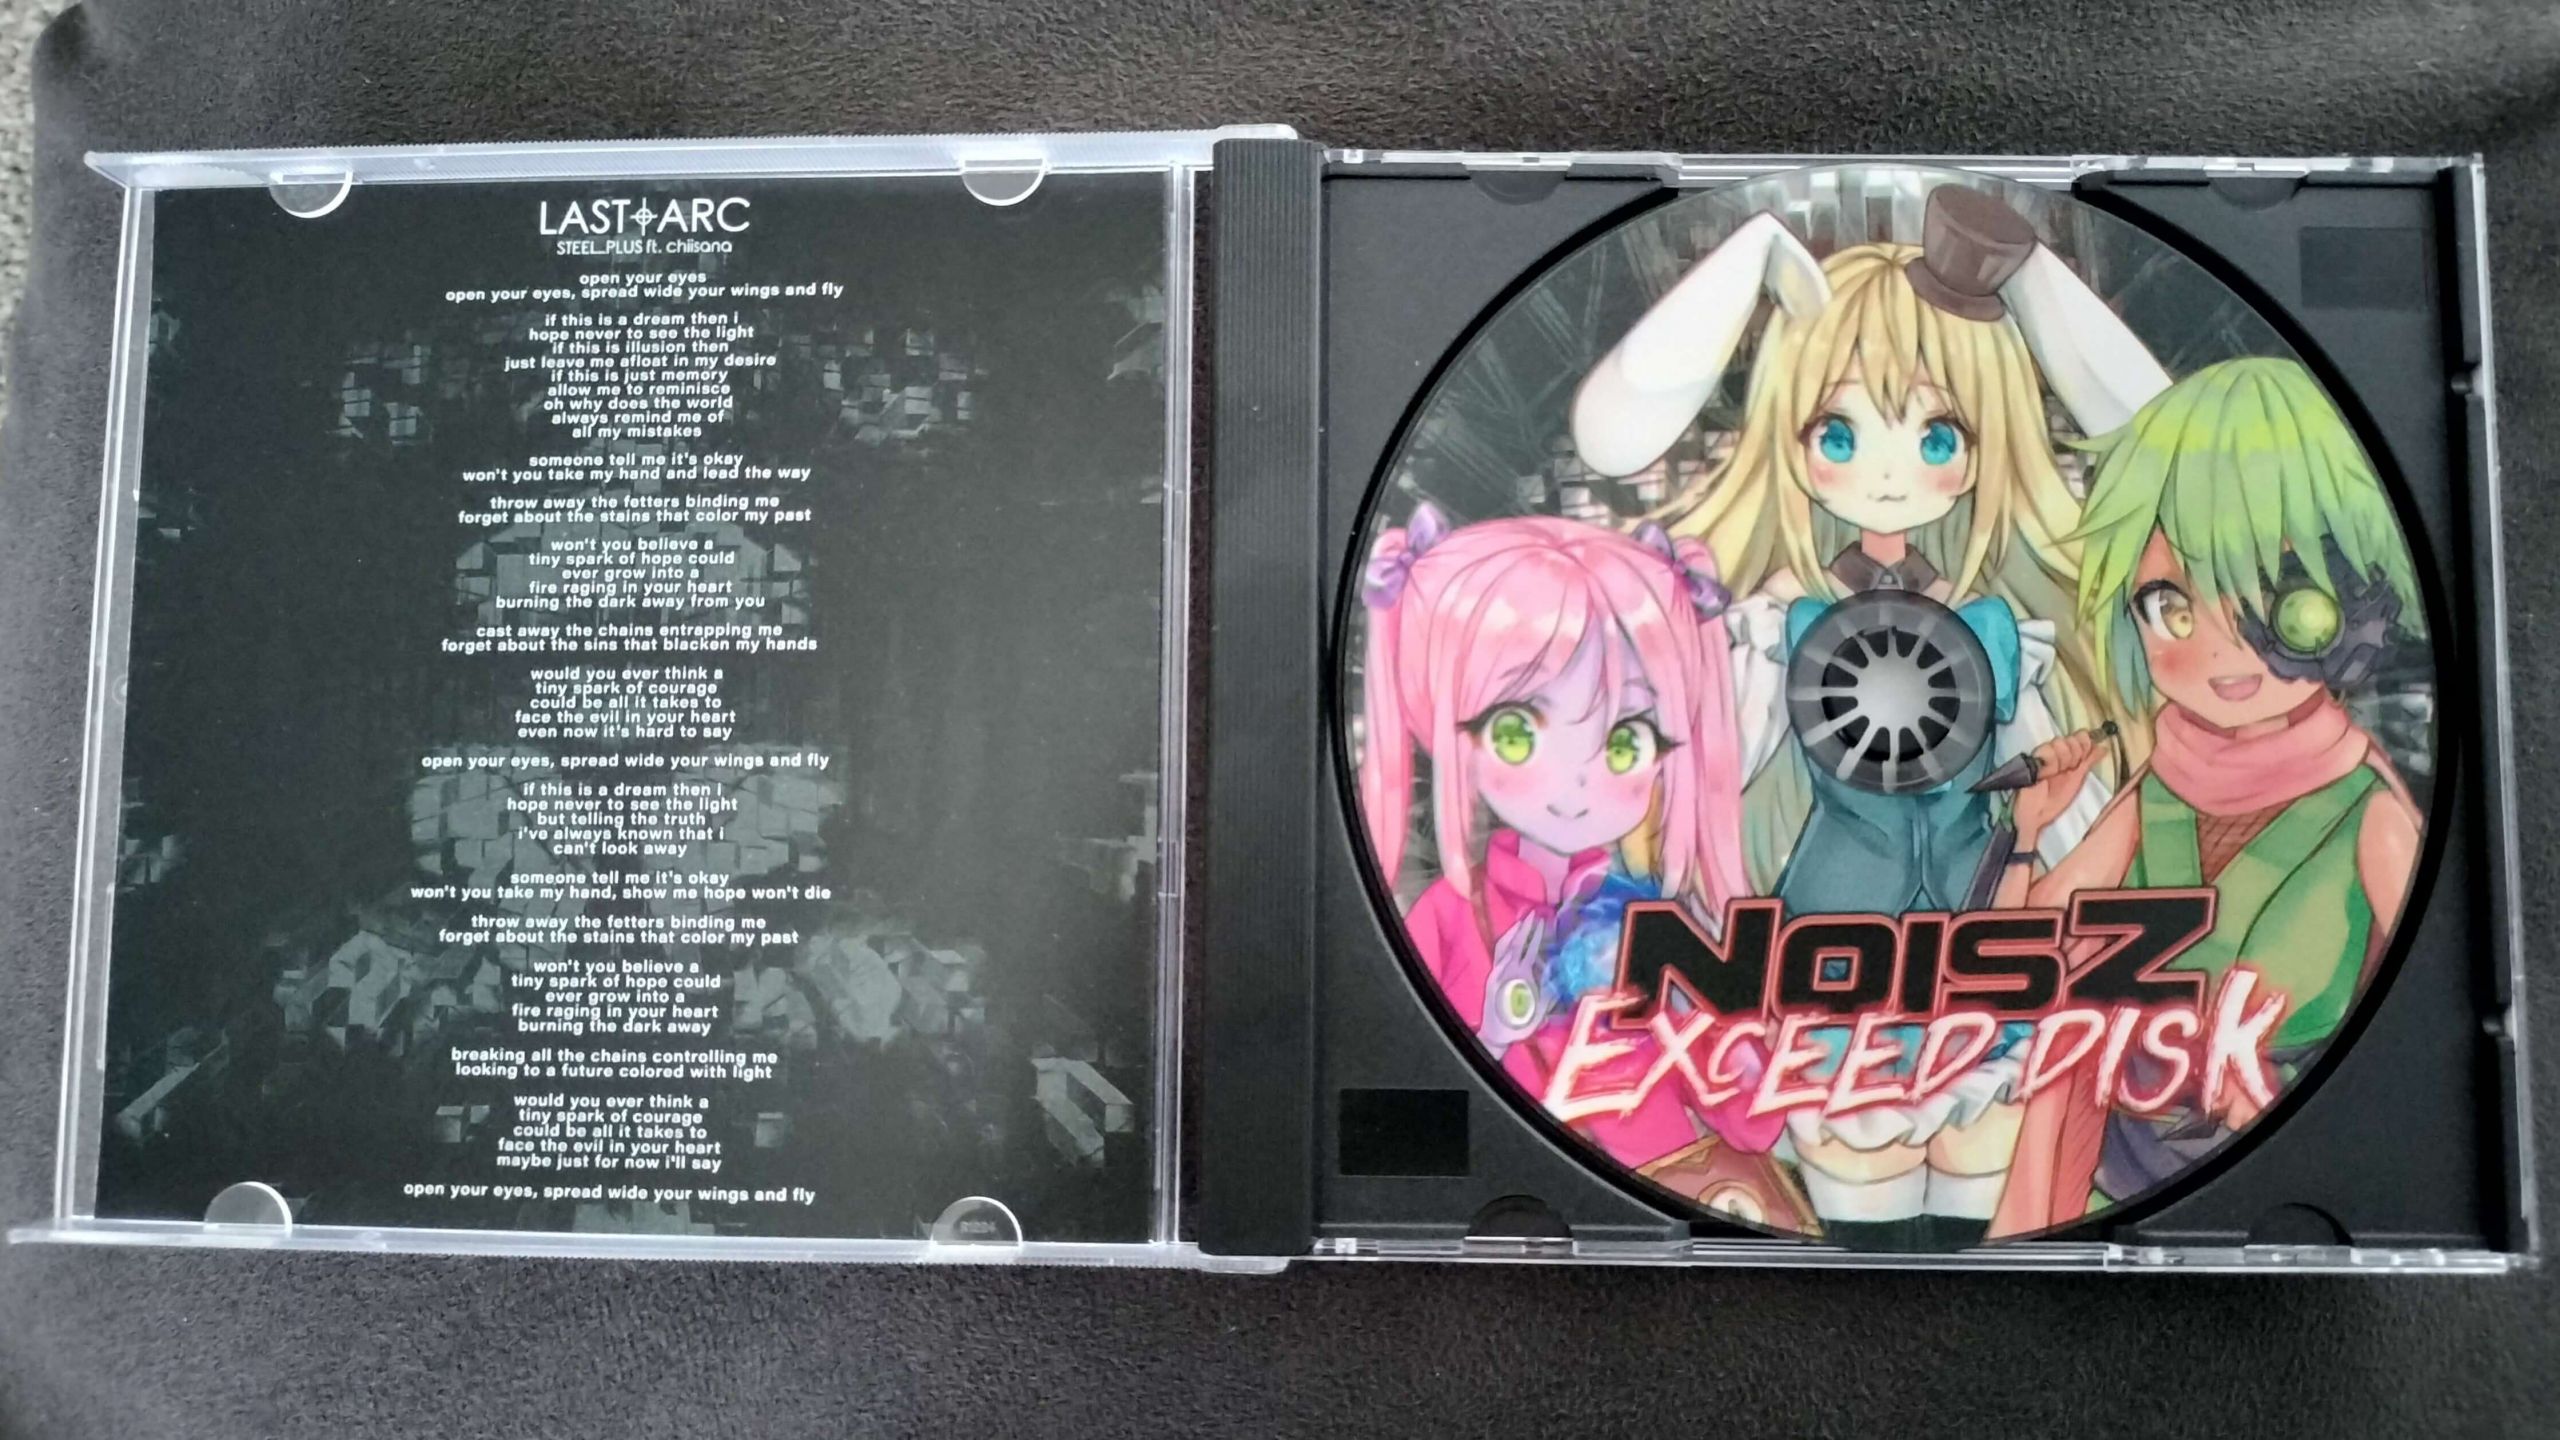 LAST ARC
STEEL_PLUS ft. chiisana
open your eyes
open your eyes, spread wide your wings and fly
if this is a dream then i
hope never to see the light
if this is illusion then
just leave me afloat in my desire
if this is just memory
allow me to reminisce
oh why does the world
always remind me of
all my mistakes
someone tell me it's okay
won't you take my hand and lead the way
throw away the fetters binding me
forget about the stains that color my past
won't you believe a
tiny spark of hope could
ever grow into a
fire raging in your heart
burning the dark away from you
cast away the chains entrapping me
forget about the sins that blacken my hands
would you ever think a
tiny spark of courage
could be all it takes to
face the evil in your heart
even now it's hard to say
open your eyes, spread wide your wings and fly
if this is a dream then i
hope never to see the light
but telling the truth
i've always known that i
can't look away
someone tell me it's okay
won't you take my hand, show me hope won't die
throw away the fetters binding me
forget about the stains that color my past
won't you believe a
tiny spark of hope could
ever grow into a
fire raging in your heart
burning the dark away
breaking all the chains controlling me
looking to a future colored with light
would you ever think a
tiny spark of courage
could be all it takes to
face the evil in your heart
maybe just for now i'll say
open your eyes, spread wide your wings and fly
NOISZ
EXCEED DISK